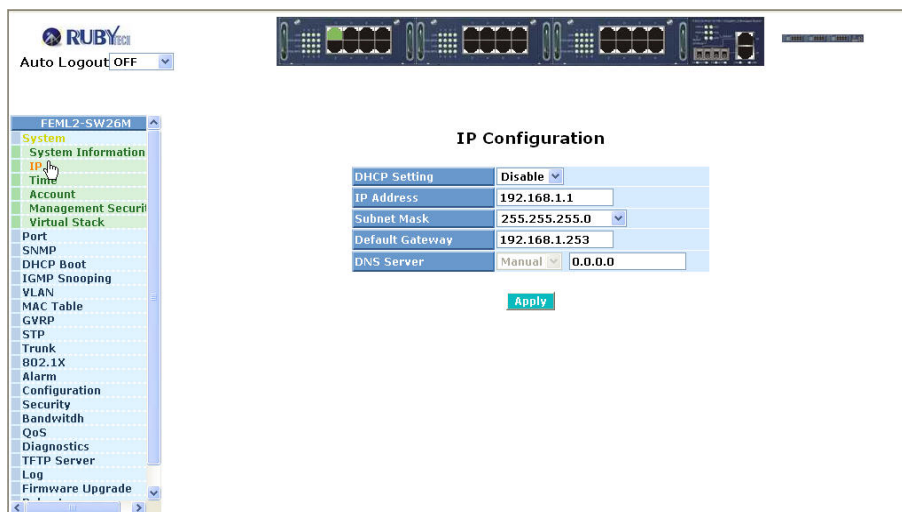 RUBYTECH
Auto Logout OFF
FEML2-SW26M
System
System Information
IP
Time
Account
Management Securit
Virtual Stack
Port
SNMP
DHCP Boot
IGMP Snooping
VLAN
MAC Table
GVRP
STP
Trunk
802.1X
Alarm
Configuration
Security
Bandwitdh
QoS
Diagnostics
TFTP Server
Log
Firmware Upgrade
IP Configuration
DHCP Setting Disable
IP Address 192.168.1.1
Subnet Mask 255.255.255.0
Default Gateway 192.168.1.253
DNS Server Manual 0.0.0.0
Apply